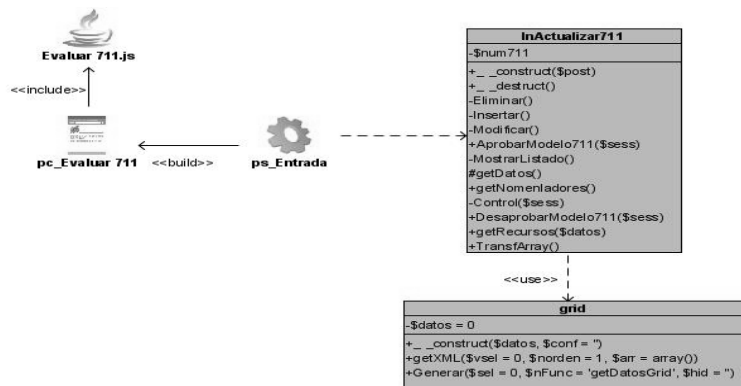 Evaluar 711.js
<<include>>
pc_Evaluar 711
<<build>>
ps_Entrada
InActualizar711
-$num711
+_ _construct($post)
+_ _destruct()
-Eliminar()
-Insertar()
-Modificar()
+AprobarModelo711($sess)
-MostrarListado()
#getDatos()
+getNomenladores()
-Control($sess)
+DesaprobarModelo711($sess)
+getRecursos($datos)
+TransfArray()
<<use>>
grid
-$datos = 0
+_ _construct($datos, $conf = '')
+getXML($vsel = 0, $norden = 1, $arr = array())
+Generar($sel = 0, $nFunc = 'getDatosGrid', $hid = '')